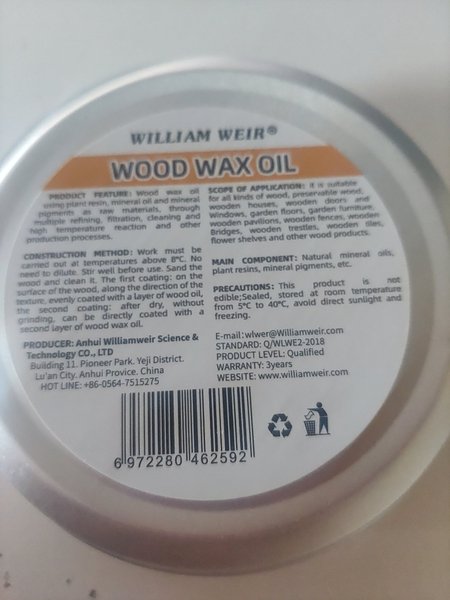 WILLIAM WEIR®
WOOD WAX OIL
PRODUCT FEATURE: Wood wax oil
using plant resin, mineral oil and mineral
pigments as raw materials, through
multiple refining, filtration, cleaning and
high temperature reaction and other
production processes.
CONSTRUCTION METHOD: Work must be
carried out at temperatures above 8°C. No
need to dilute. Stir well before use. Sand the
wood and clean it. The first coating: on the
surface of the wood, along the direction of the
texture, evenly coated with a layer of wood oil,
the second coating: after dry, without
grinding, can be directly coated with a
second layer of wood wax oil.
PRODUCER: Anhui Williamweir Science &
Technology CO., LTD
Building 11. Pioneer Park. Yeji District.
Lu'an City. Anhui Provice. China
HOT LINE: +86-0564-7515275
SCOPE OF APPLICATION: it is suitable
for all kinds of wood, preservable wood,
wooden houses, wooden doors and
Windows, garden floors, garden furniture,
wooden pavilions, wooden fences, wooden
Bridges, wooden trestles, wooden tiles,
flower shelves and other wood products.
MAIN COMPONENT: Natural mineral oils,
plant resins, mineral pigments, etc.
PRECAUTIONS: This product is not
edible;Sealed, stored at room temperature
from 5°C to 40°C, avoid direct sunlight and
freezing.
E-mail: wlwer@Williamweir.com
STANDARD: Q/WLWE2-2018
PRODUCT LEVEL: Qualified
WARRANTY: 3years
WEBSITE: www.williamweir.com
6 972280 462592